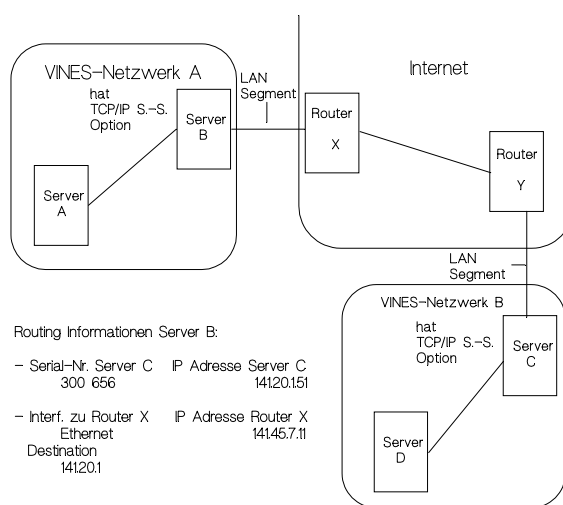 VINES-Netzwerk A
hat
TCP/IP S.-S.
Option
Server
B
Server
A
LAN
Segment
Internet
Router
X
Router
Y
LAN
Segment
VINES-Netzwerk B
hat
TCP/IP S.-S.
Option
Server
C
Server
D
Routing Informationen Server B:
- Serial-Nr. Server C IP Adresse Server C
300 656 141.20.1.51
- Interf. zu Router X IP Adresse Router X
Ethernet 141.45.7.11
Destination
141.20.1